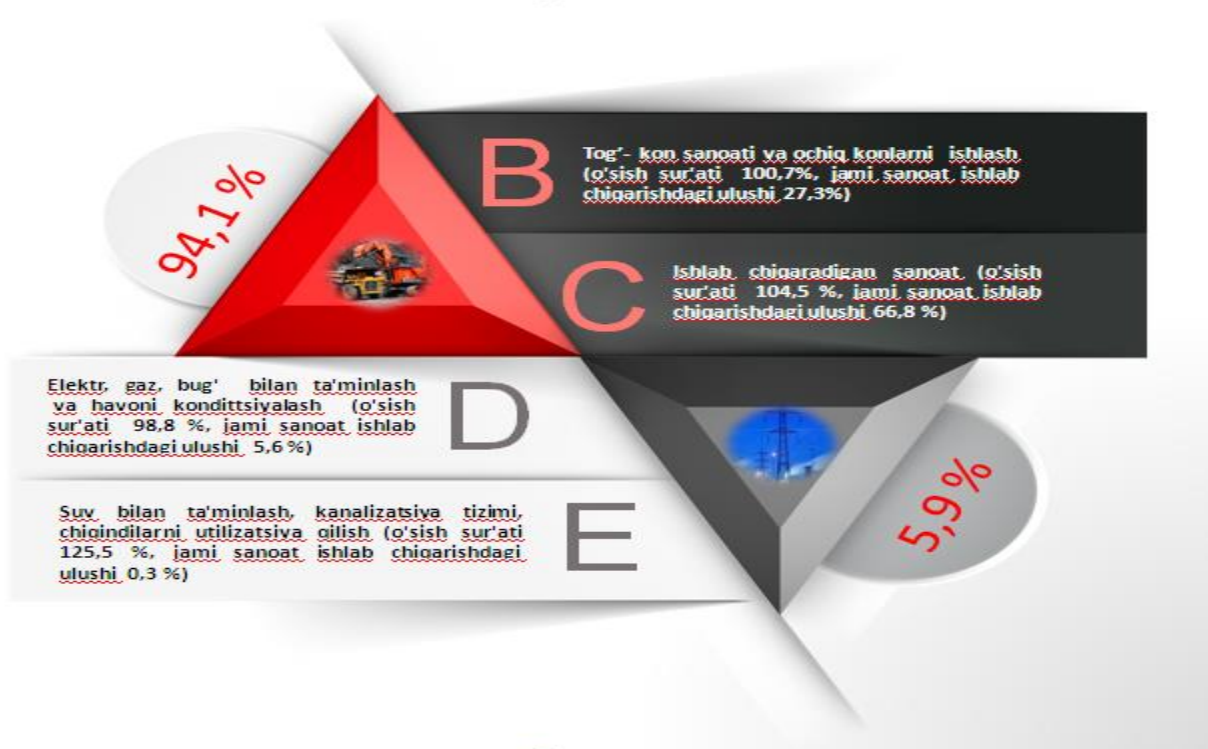 94,1 %
B
Tog'- kon sanoati va ochiq konlarni ishlash
(o'sish sur'ati 100,7%, jami sanoat ishlab
chiqarishdagi ulushi 27,3%)
C
Ishlab chiqaradigan sanoat (o'sish
sur'ati 104,5 %, jami sanoat ishlab
chiqarishdagi ulushi 66,8 %)
Elektr, gaz, bug' bilan ta'minlash
va havoni kondittsiyalash (o'sish
sur'ati 98,8 %, jami sanoat ishlab
chiqarishdagi ulushi 5,6 %)
D
Suv bilan ta'minlash, kanalizatsiya tizimi,
chiqindilarni utilizatsiya qilish (o'sish sur'ati
125,5 %, jami sanoat ishlab chiqarishdagi
ulushi 0,3 %)
E
5,9 %